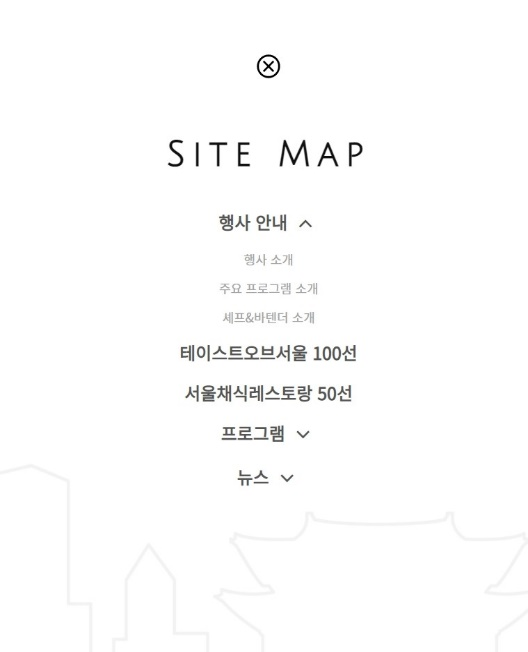 Site Map
행사 안내
행사 소개
주요 프로그램 소개
셰프&바텐더 소개
테이스트오브서울 100선
서울채식레스토랑 50선
프로그램
뉴스